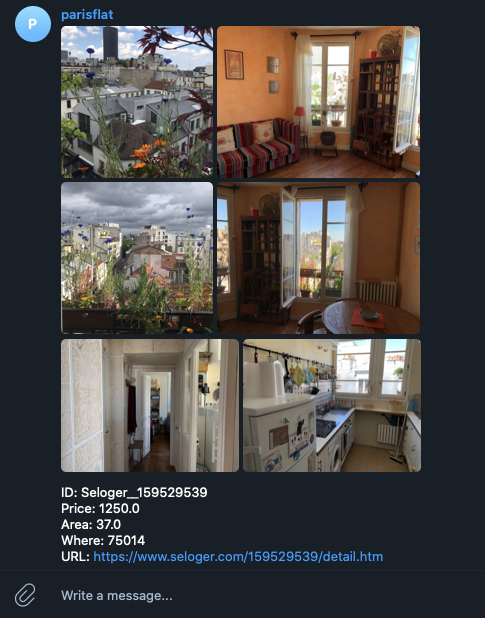 P
parisflat
ID: Seloger__159529539
Price: 1250.0
Area: 37.0
Where: 75014
URL: https://www.seloger.com/159529539/detail.htm
Write a message...